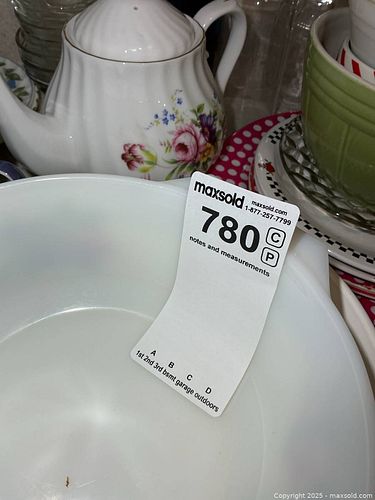 maxsold maxsold.com
1-877-257-7799
780 C
P
notes and measurements
A B C D
1st 2nd 3rd bsmt garage outdoors
Copyright 2025 - maxsold.com